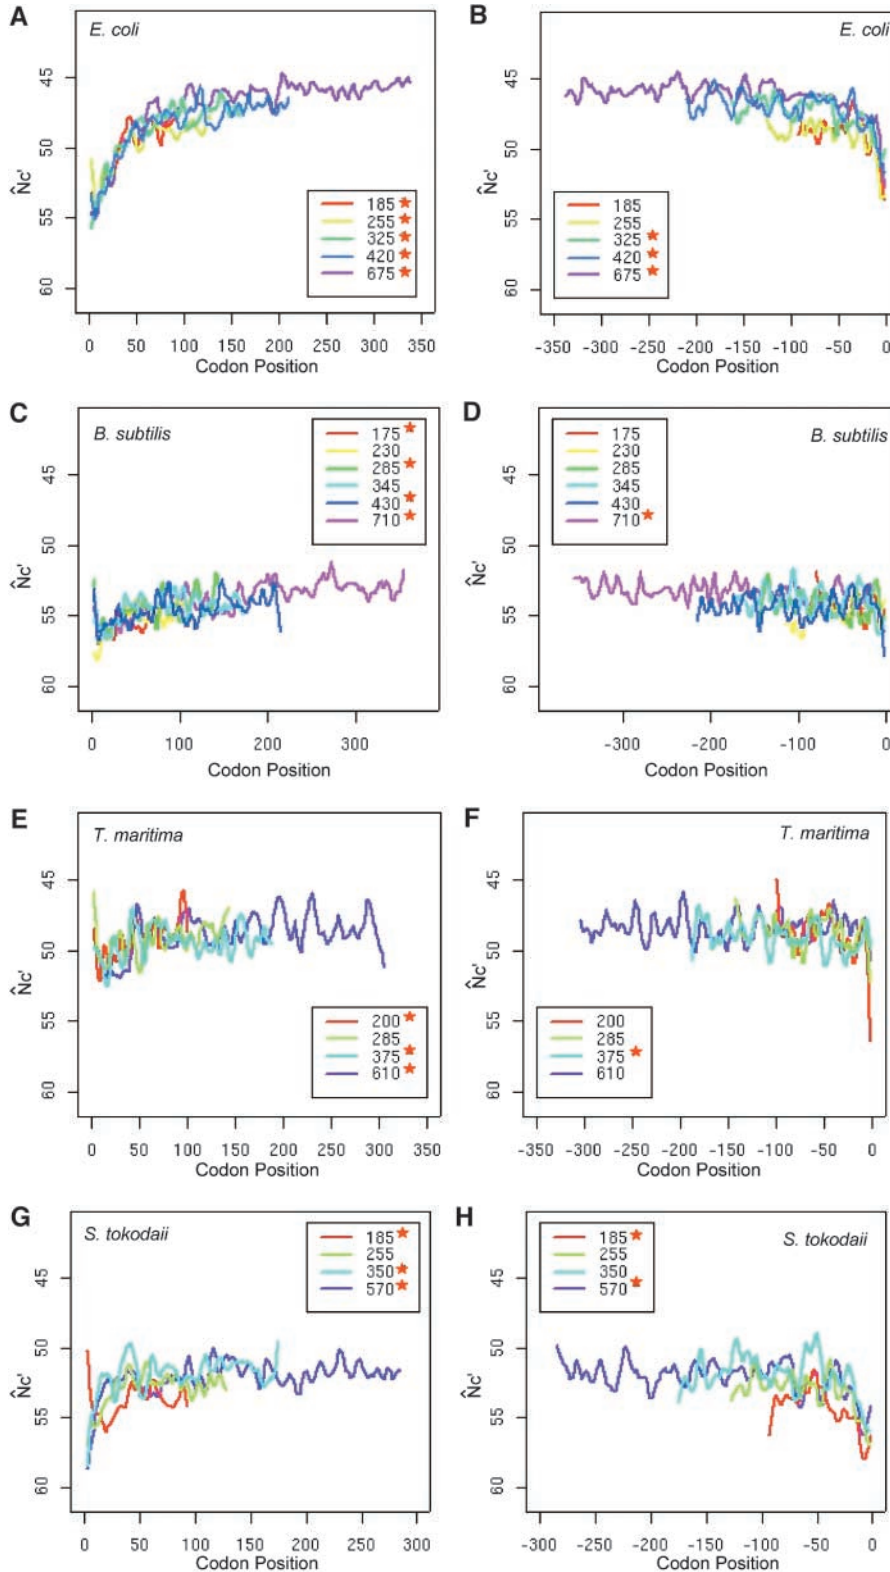 A
E. coli
45
50
55
60
N̂c'
185
255
325
420
675
0 50 100 150 200 250 300 350
Codon Position
B
E. coli
45
50
55
60
N̂c'
185
255
325
420
675
-350 -300 -250 -200 -150 -100 -50 0
Codon Position
C
B. subtilis
45
50
55
60
N̂c'
175
230
285
345
430
710
0 100 200 300
Codon Position
D
B. subtilis
45
50
55
60
N̂c'
175
230
285
345
430
710
-300 -200 -100 0
Codon Position
E
T. maritima
45
50
55
60
N̂c'
200
285
375
610
0 50 100 150 200 250 300 350
Codon Position
F
T. maritima
45
50
55
60
N̂c'
200
285
375
610
-350 -300 -250 -200 -150 -100 -50 0
Codon Position
G
S. tokodaii
45
50
55
60
N̂c'
185
255
350
570
0 50 100 150 200 250 300
Codon Position
H
S. tokodaii
45
50
55
60
N̂c'
185
255
350
570
-300 -250 -200 -150 -100 -50 0
Codon Position